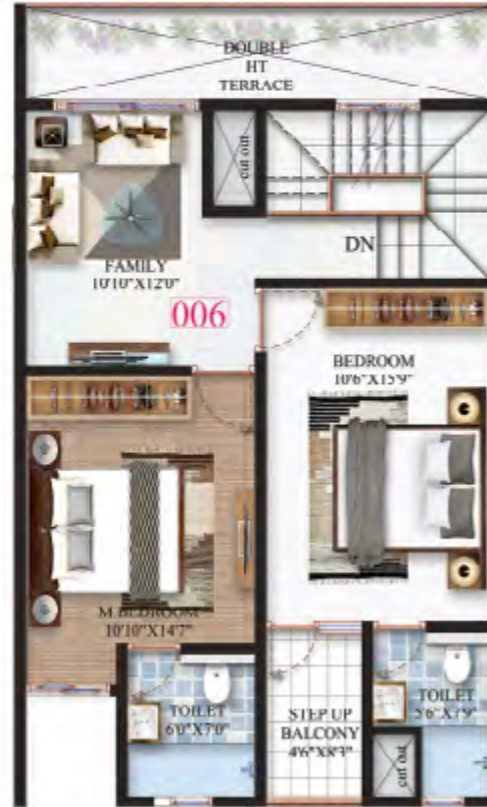 DOUBLE
HT
TERRACE
cut out
DN
FAMILY
10'10"X12'0"
006
BEDROOM
10'6"X15'9"
M.BEDROOM
10'10"X14'7"
TOILET
6'0"X7'0"
STEP UP
BALCONY
4'6"X8'3"
TOILET
5'6"X7'9"
cut out